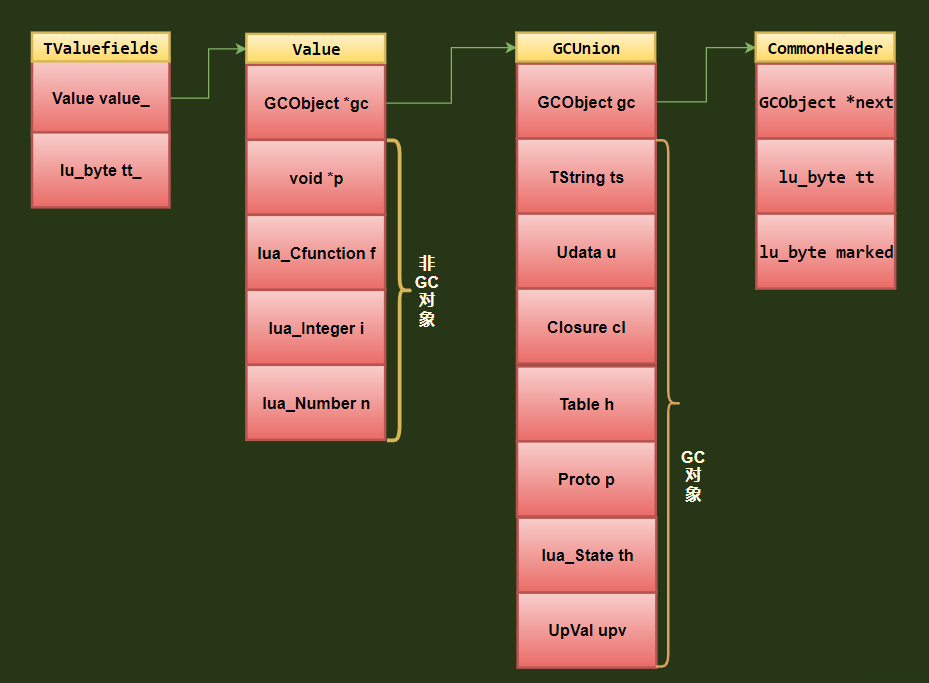 TValuefields
Value value_
lu_byte tt_
Value
GCObject *gc
void *p
lua_Cfunction f
lua_Integer i
lua_Number n
非
GC
对
象
GCUnion
GCObject gc
TString ts
Udata u
Closure cl
Table h
Proto p
lua_State th
UpVal upv
GC
对
象
CommonHeader
GCObject *next
lu_byte tt
lu_byte marked